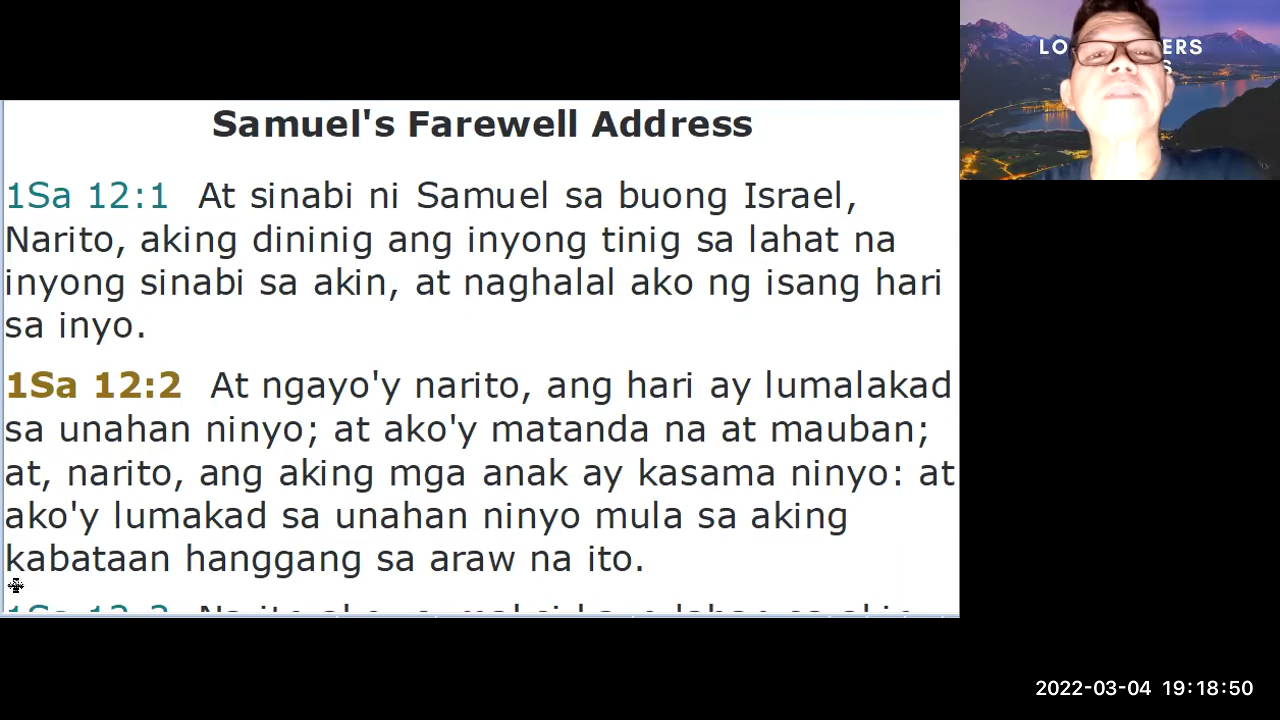 LO ERS
S
Samuel's Farewell Address
1Sa 12:1 At sinabi ni Samuel sa buong Israel,
Narito, aking dininig ang inyong tinig sa lahat na
inyong sinabi sa akin, at naghalal ako ng isang hari
sa inyo.
1Sa 12:2 At ngayo'y narito, ang hari ay lumalakad
sa unahan ninyo; at ako'y matanda na at mauban;
at, narito, ang aking mga anak ay kasama ninyo: at
ako'y lumakad sa unahan ninyo mula sa aking
kabataan hanggang sa araw na ito.
2022-03-04 19:18:50